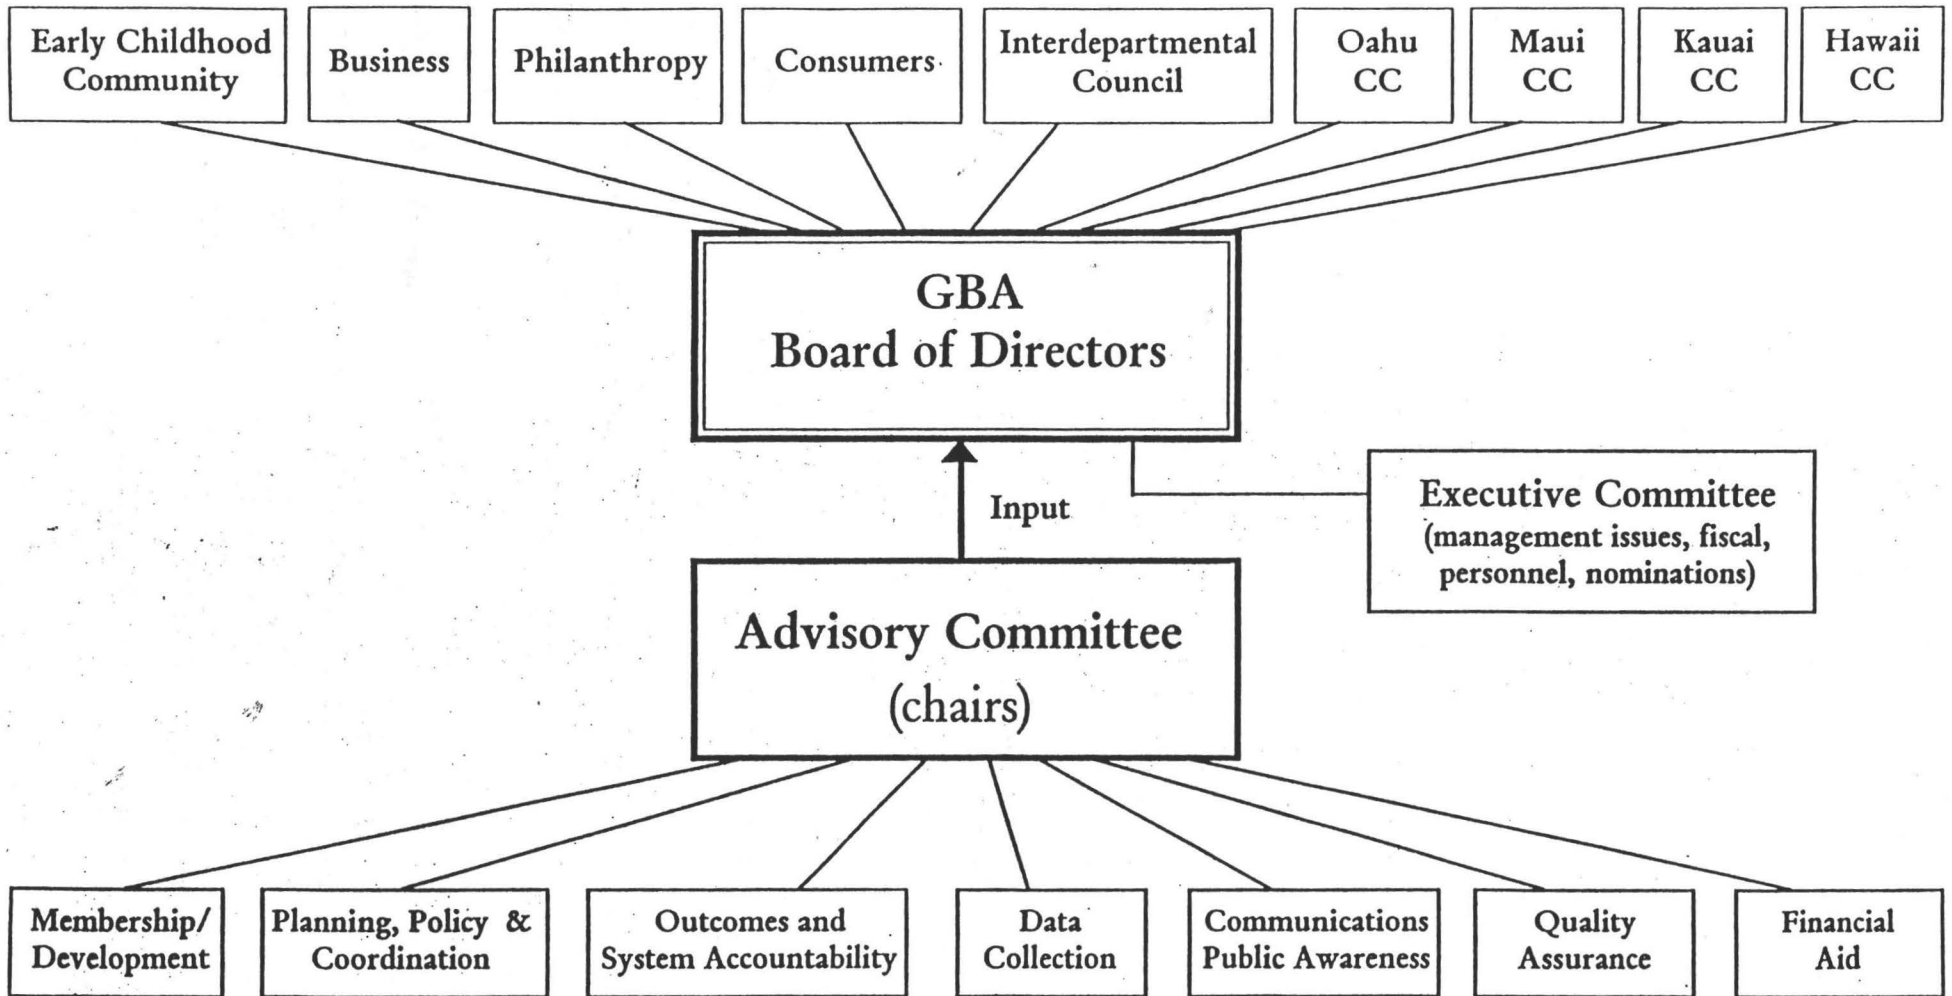 Early Childhood
Community
Business
Philanthropy
Consumers
Interdepartmental
Council
Oahu
CC
Maui
CC
Kauai
CC
Hawaii
CC
GBA
Board of Directors
Input
Executive Committee
(management issues, fiscal,
personnel, nominations)
Advisory Committee
(chairs)
Membership/
Development
Planning, Policy &
Coordination
Outcomes and
System Accountability
Data
Collection
Communications
Public Awareness
Quality
Assurance
Financial
Aid